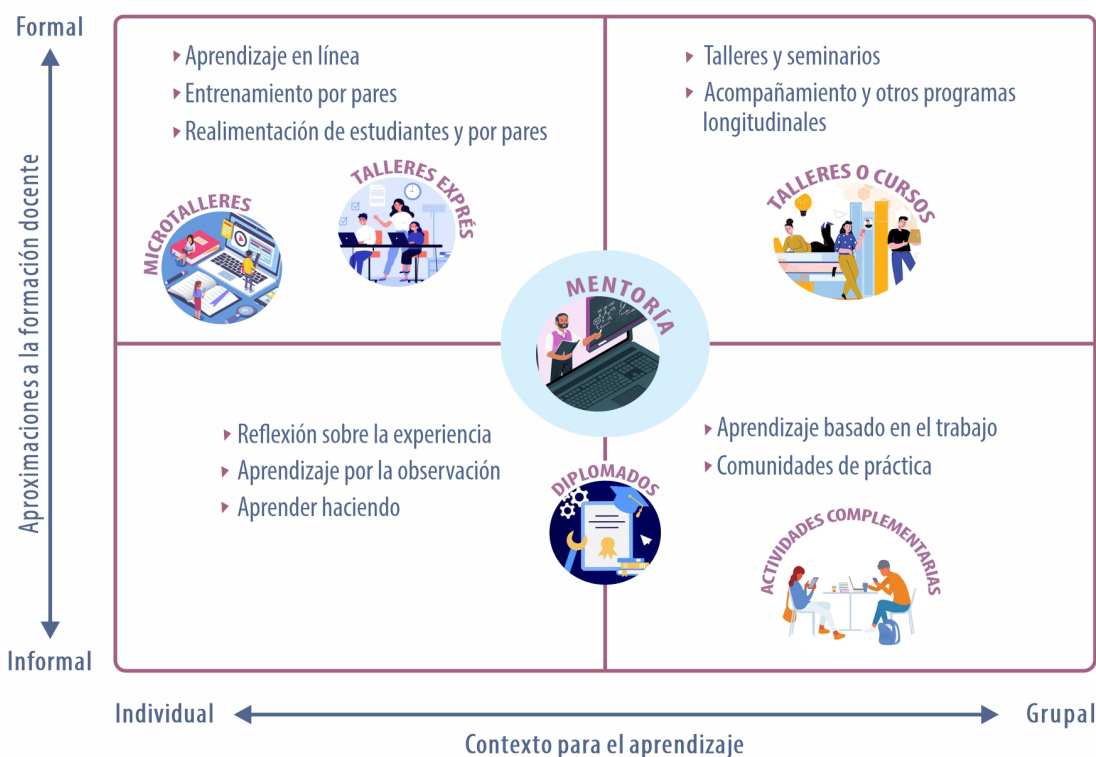 Formal
Aproximaciones a la formación docente
Informal
▸ Aprendizaje en línea
▸ Entrenamiento por pares
▸ Realimentación de estudiantes y por pares
MICROTALLERES
TALLERES EXPRÉS
▸ Talleres y seminarios
▸ Acompañamiento y otros programas
longitudinales
TALLERES O CURSOS
MENTORÍA
▸ Reflexión sobre la experiencia
▸ Aprendizaje por la observación
▸ Aprender haciendo
DIPLOMADOS
▸ Aprendizaje basado en el trabajo
▸ Comunidades de práctica
ACTIVIDADES COMPLEMENTARIAS
Individual
Grupal
Contexto para el aprendizaje